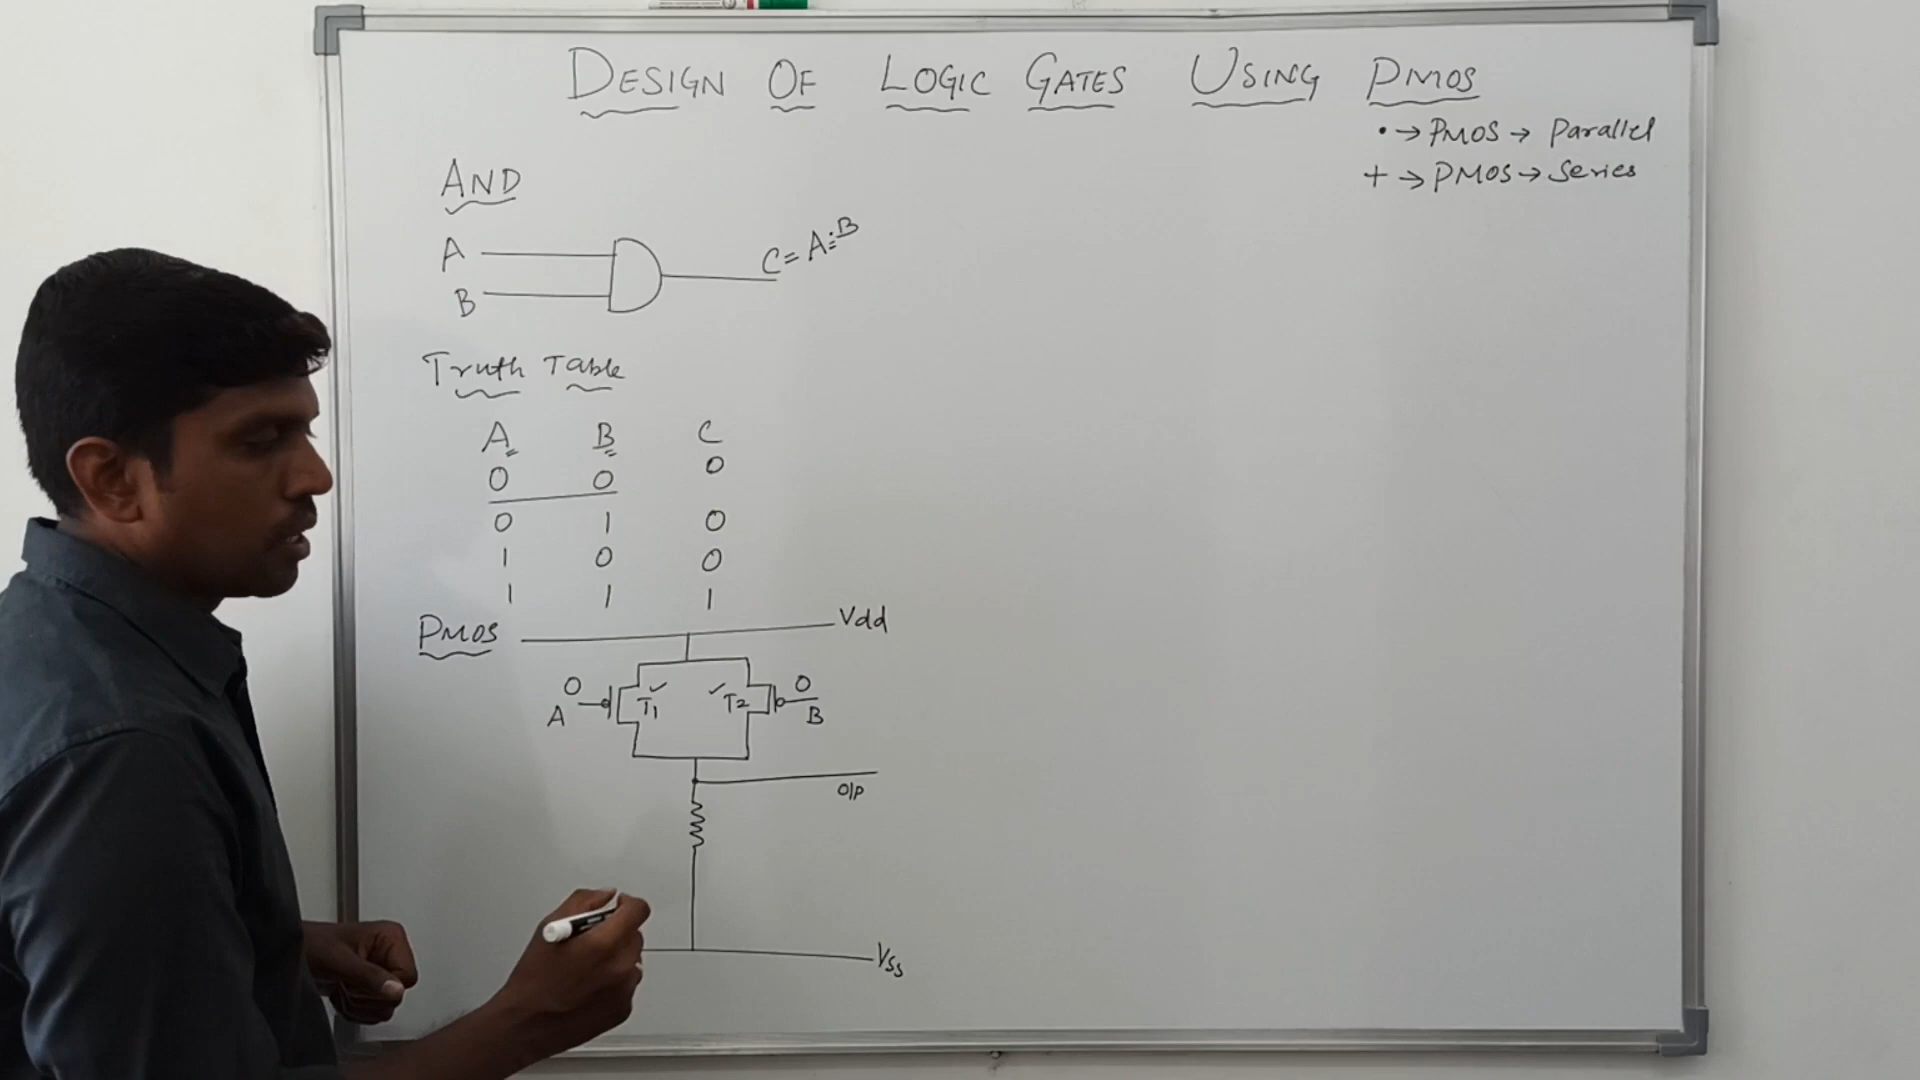 DESIGN OF LOGIC GATES USING PMOS
• → PMOS → Parallel
+ → PMOS → Series
AND
A
B
C = A·B
Truth Table
A B C
0 0 0
0 1 0
1 0 0
1 1 1
PMOS
Vdd
0 T1 T2 0
A B
O/P
Vss